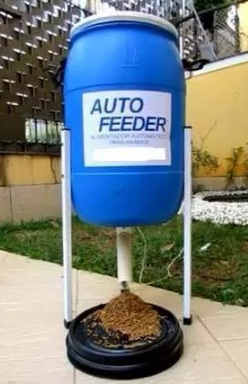 AUTO
FEEDER
ALIMENTADOR AUTOMÁTICO
PARA ANIMAIS